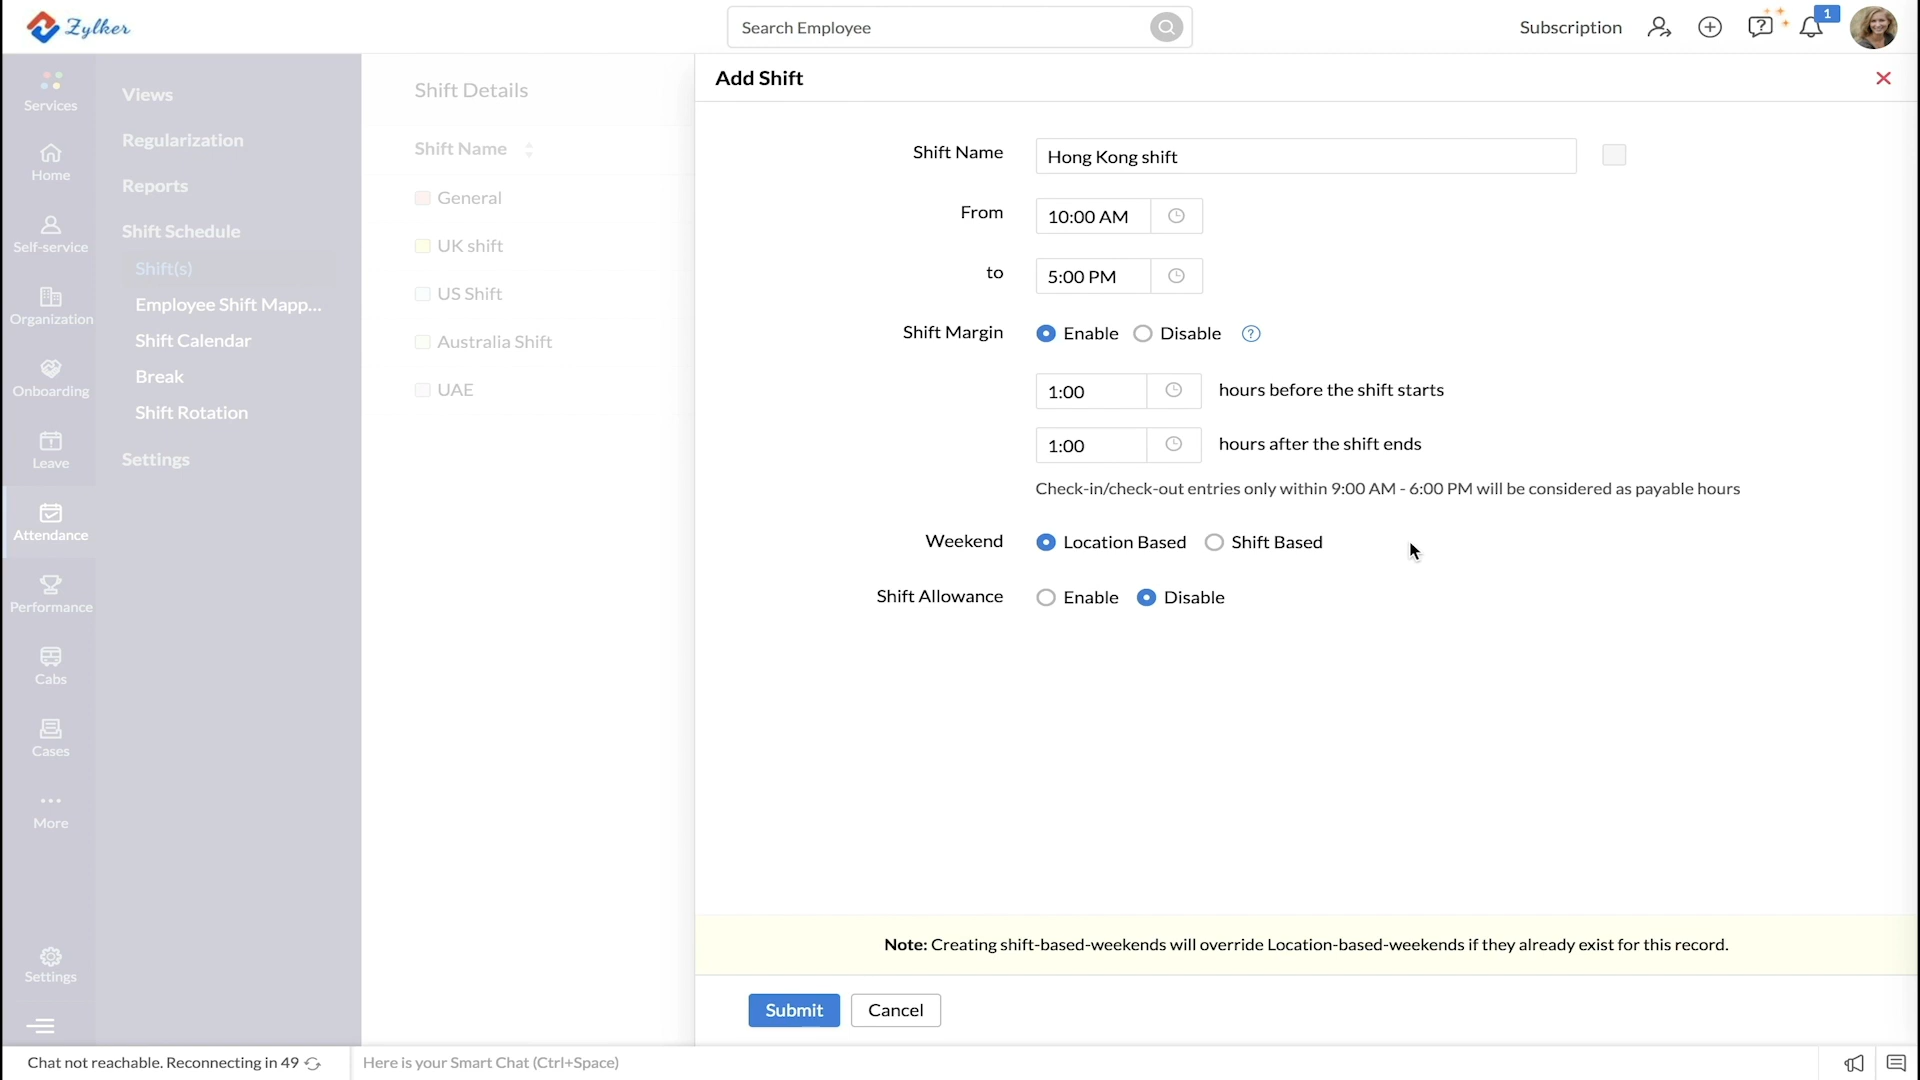 Zylker
Search Employee
Subscription
1
Services
Home
Self-service
Organization
Onboarding
Leave
Attendance
Performance
Cabs
Cases
More
Settings
Views
Regularization
Reports
Shift Schedule
Shift(s)
Employee Shift Mapp...
Shift Calendar
Break
Shift Rotation
Settings
Shift Details
Shift Name
General
UK shift
US Shift
Australia Shift
UAE
Add Shift
Shift Name Hong Kong shift
From 10:00 AM
to 5:00 PM
Shift Margin Enable Disable ?
1:00 hours before the shift starts
1:00 hours after the shift ends
Check-in/check-out entries only within 9:00 AM - 6:00 PM will be considered as payable hours
Weekend Location Based Shift Based
Shift Allowance Enable Disable
Note: Creating shift-based-weekends will override Location-based-weekends if they already exist for this record.
Submit Cancel
Chat not reachable. Reconnecting in 49
Here is your Smart Chat (Ctrl+Space)